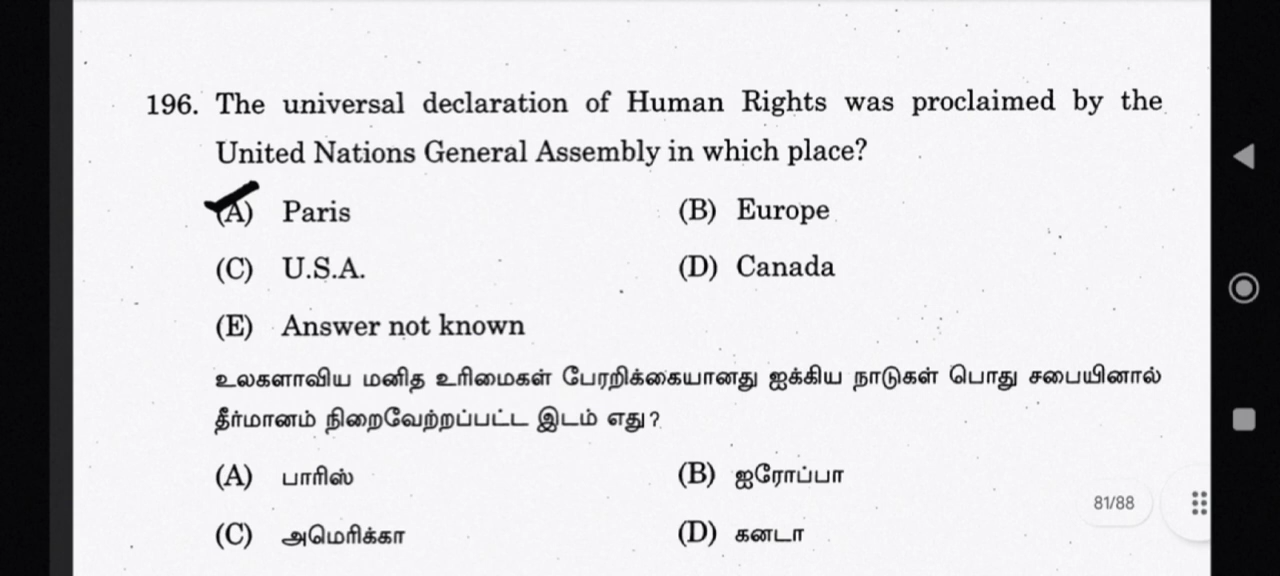 196. The universal declaration of Human Rights was proclaimed by the
United Nations General Assembly in which place?
(A) Paris (B) Europe
(C) U.S.A. (D) Canada
(E) Answer not known
உலகளாவிய மனித உரிமைகள் பேரறிக்கையானது ஐக்கிய நாடுகள் பொது சபையினால்
தீர்மானம் நிறைவேற்றப்பட்ட இடம் எது?
(A) பாரிஸ் (B) ஐரோப்பா
81/88
(C) அமெரிக்கா (D) கனடா